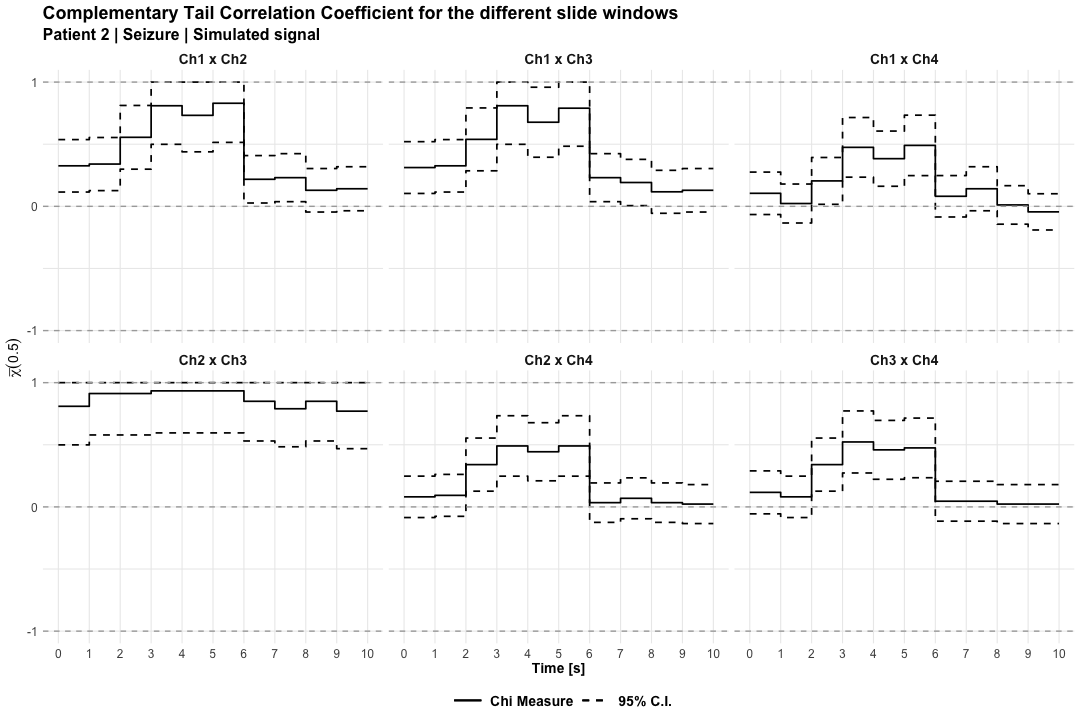 Complementary Tail Correlation Coefficient for the different slide windows
Patient 2 | Seizure | Simulated signal
Ch1 x Ch2
Ch1 x Ch3
Ch1 x Ch4
1
0
-1
χ̅(0.5)
Ch2 x Ch3
Ch2 x Ch4
Ch3 x Ch4
1
0
-1
0 1 2 3 4 5 6 7 8 9 10
0 1 2 3 4 5 6 7 8 9 10
0 1 2 3 4 5 6 7 8 9 10
Time [s]
Chi Measure
95% C.I.